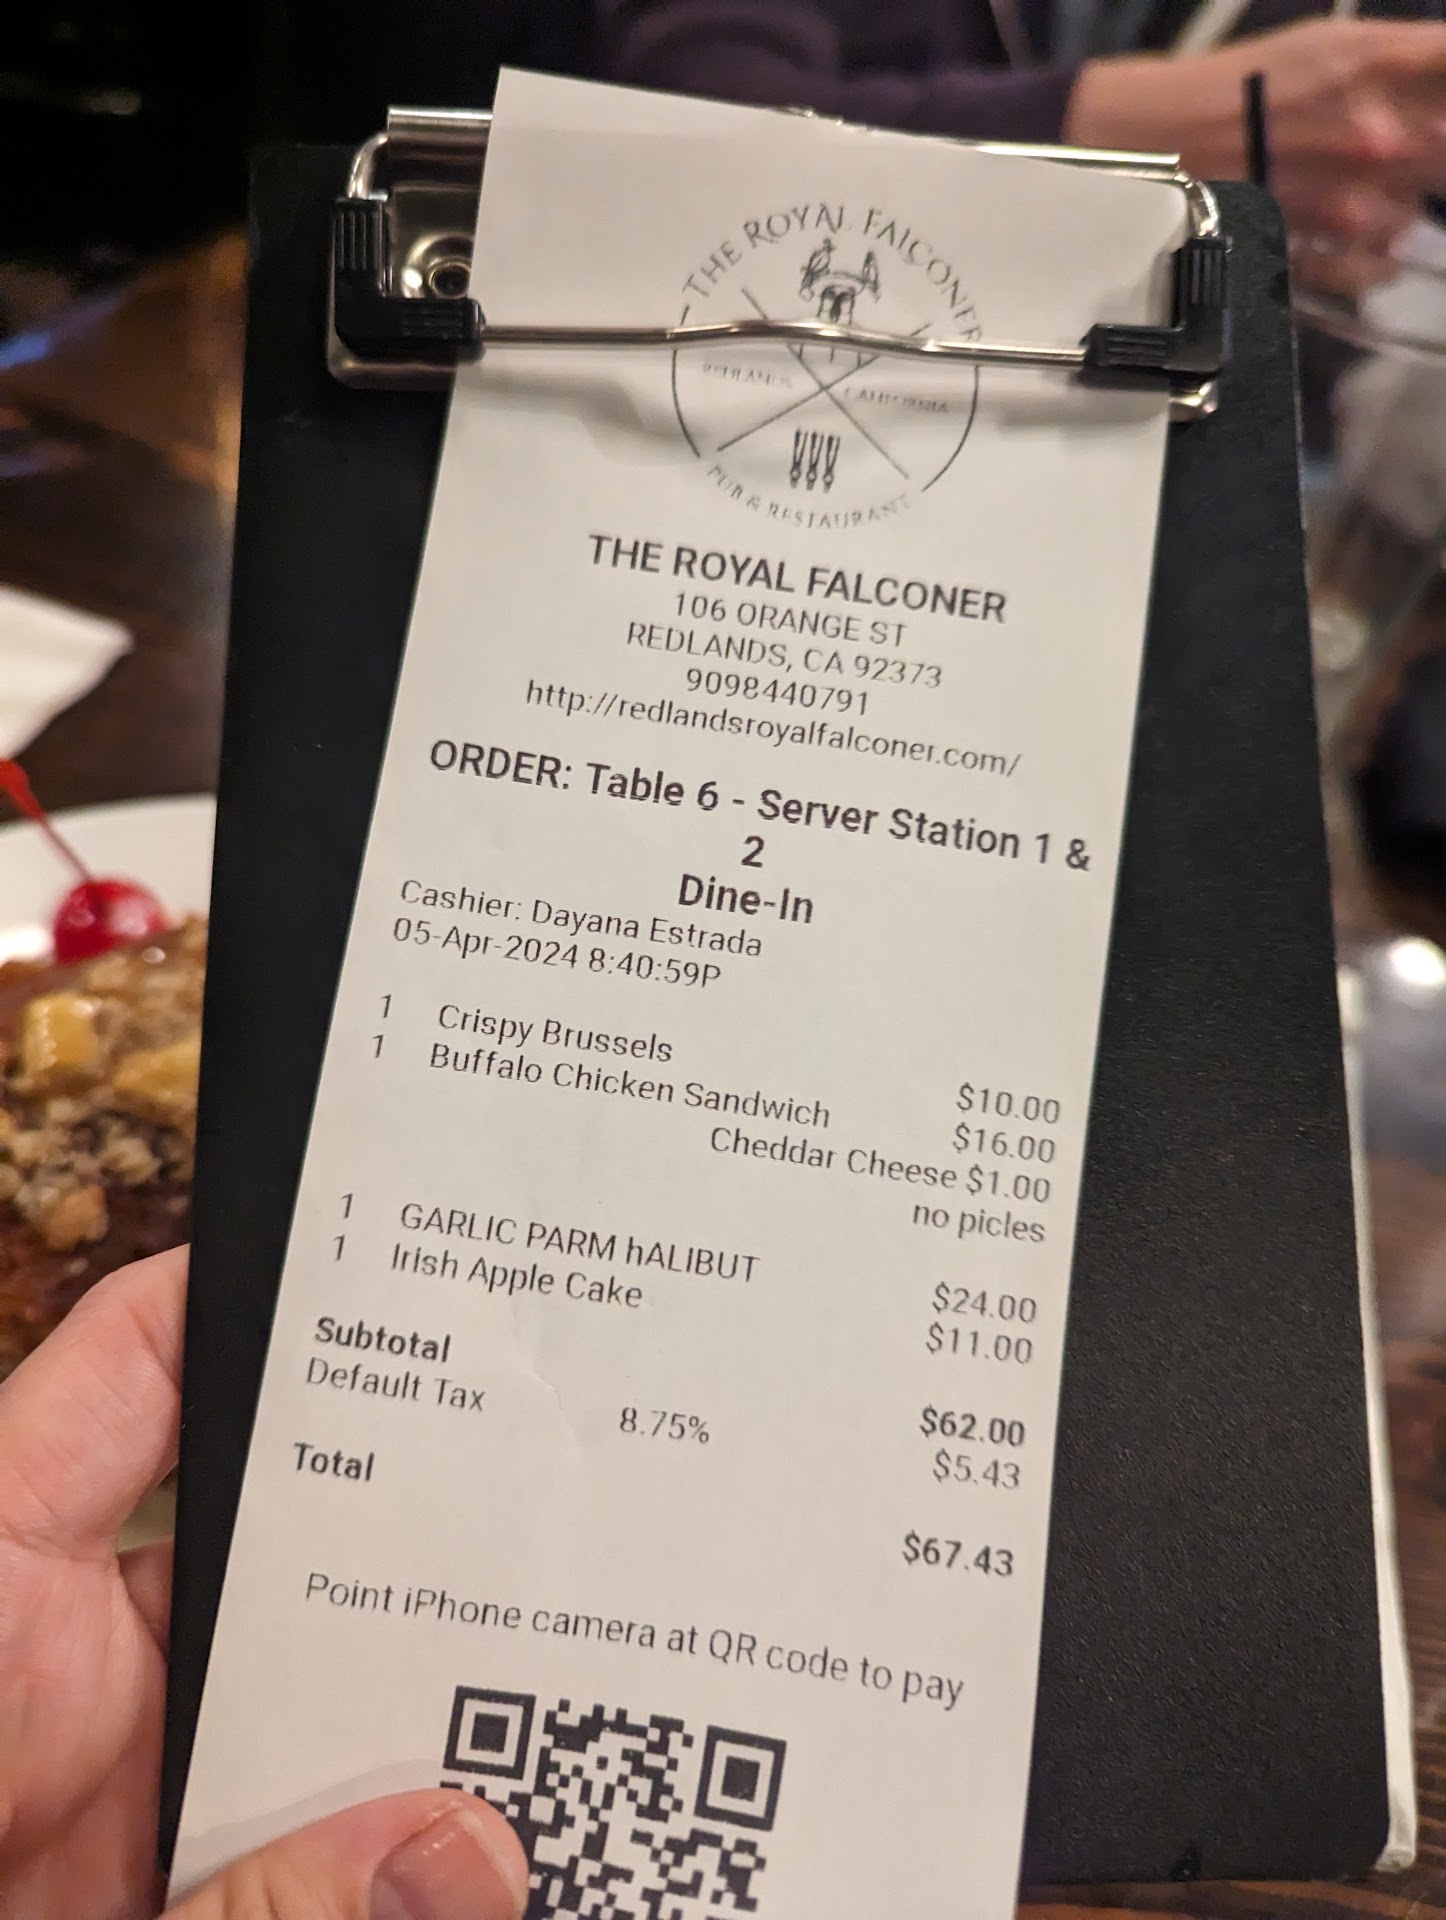 THE ROYAL FALCONER
REDLANDS CALIFORNIA
PUB & RESTAURANT
THE ROYAL FALCONER
106 ORANGE ST
REDLANDS, CA 92373
9098440791
http://redlandsroyalfalconer.com/
ORDER: Table 6 - Server Station 1 &
2
Dine-In
Cashier: Dayana Estrada
05-Apr-2024 8:40:59P
1 Crispy Brussels $10.00
1 Buffalo Chicken Sandwich $16.00
Cheddar Cheese $1.00
no picles
1 GARLIC PARM hALIBUT $24.00
1 Irish Apple Cake $11.00
Subtotal $62.00
Default Tax 8.75% $5.43
Total $67.43
Point iPhone camera at QR code to pay